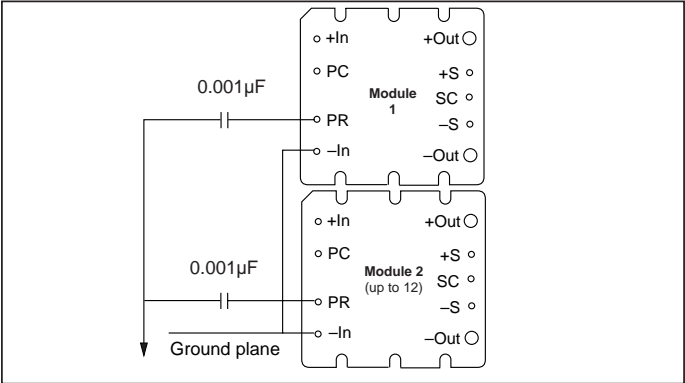 +In
+Out
PC
+S
0.001µF
Module
1
SC
PR
–S
–In
–Out
+In
+Out
PC
+S
0.001µF
Module 2
(up to 12)
SC
PR
–S
–In
–Out
Ground plane